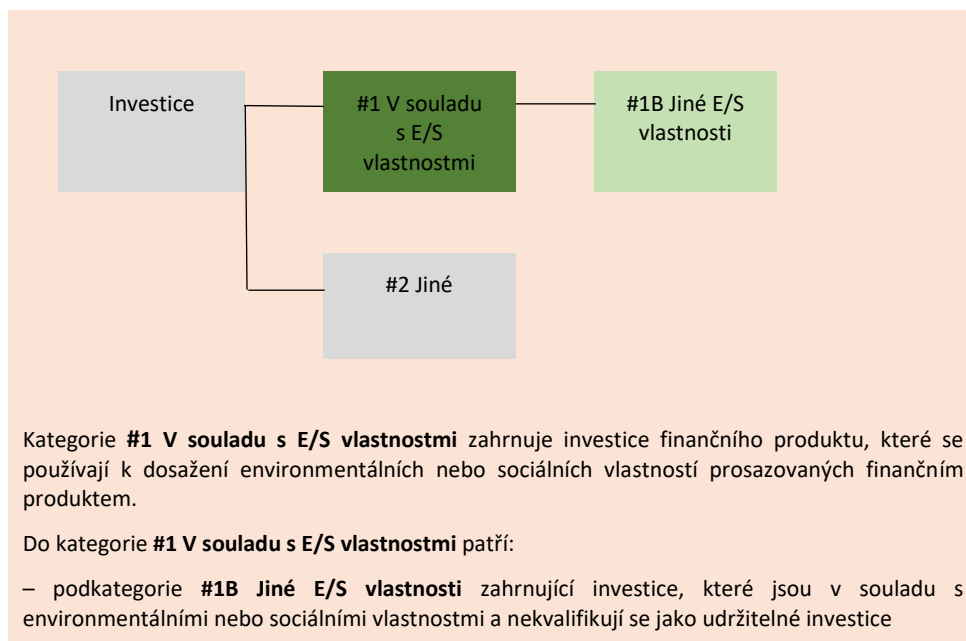 Investice
#1 V souladu
s E/S
vlastnostmi
#1B Jiné E/S
vlastnosti
#2 Jiné
Kategorie #1 V souladu s E/S vlastnostmi zahrnuje investice finančního produktu, které se
používají k dosažení environmentálních nebo sociálních vlastností prosazovaných finančním
produktem.
Do kategorie #1 V souladu s E/S vlastnostmi patří:
– podkategorie #1B Jiné E/S vlastnosti zahrnující investice, které jsou v souladu s
environmentálními nebo sociálními vlastnostmi a nekvalifikují se jako udržitelné investice